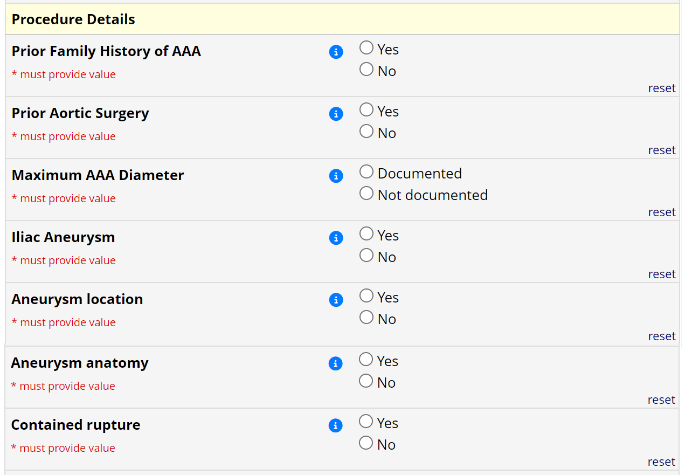 Procedure Details
Prior Family History of AAA
Yes
* must provide value
No
reset
Prior Aortic Surgery
Yes
* must provide value
No
reset
Maximum AAA Diameter
Documented
* must provide value
Not documented
reset
Iliac Aneurysm
Yes
* must provide value
No
reset
Aneurysm location
Yes
* must provide value
No
reset
Aneurysm anatomy
Yes
* must provide value
No
reset
Contained rupture
Yes
* must provide value
No
reset